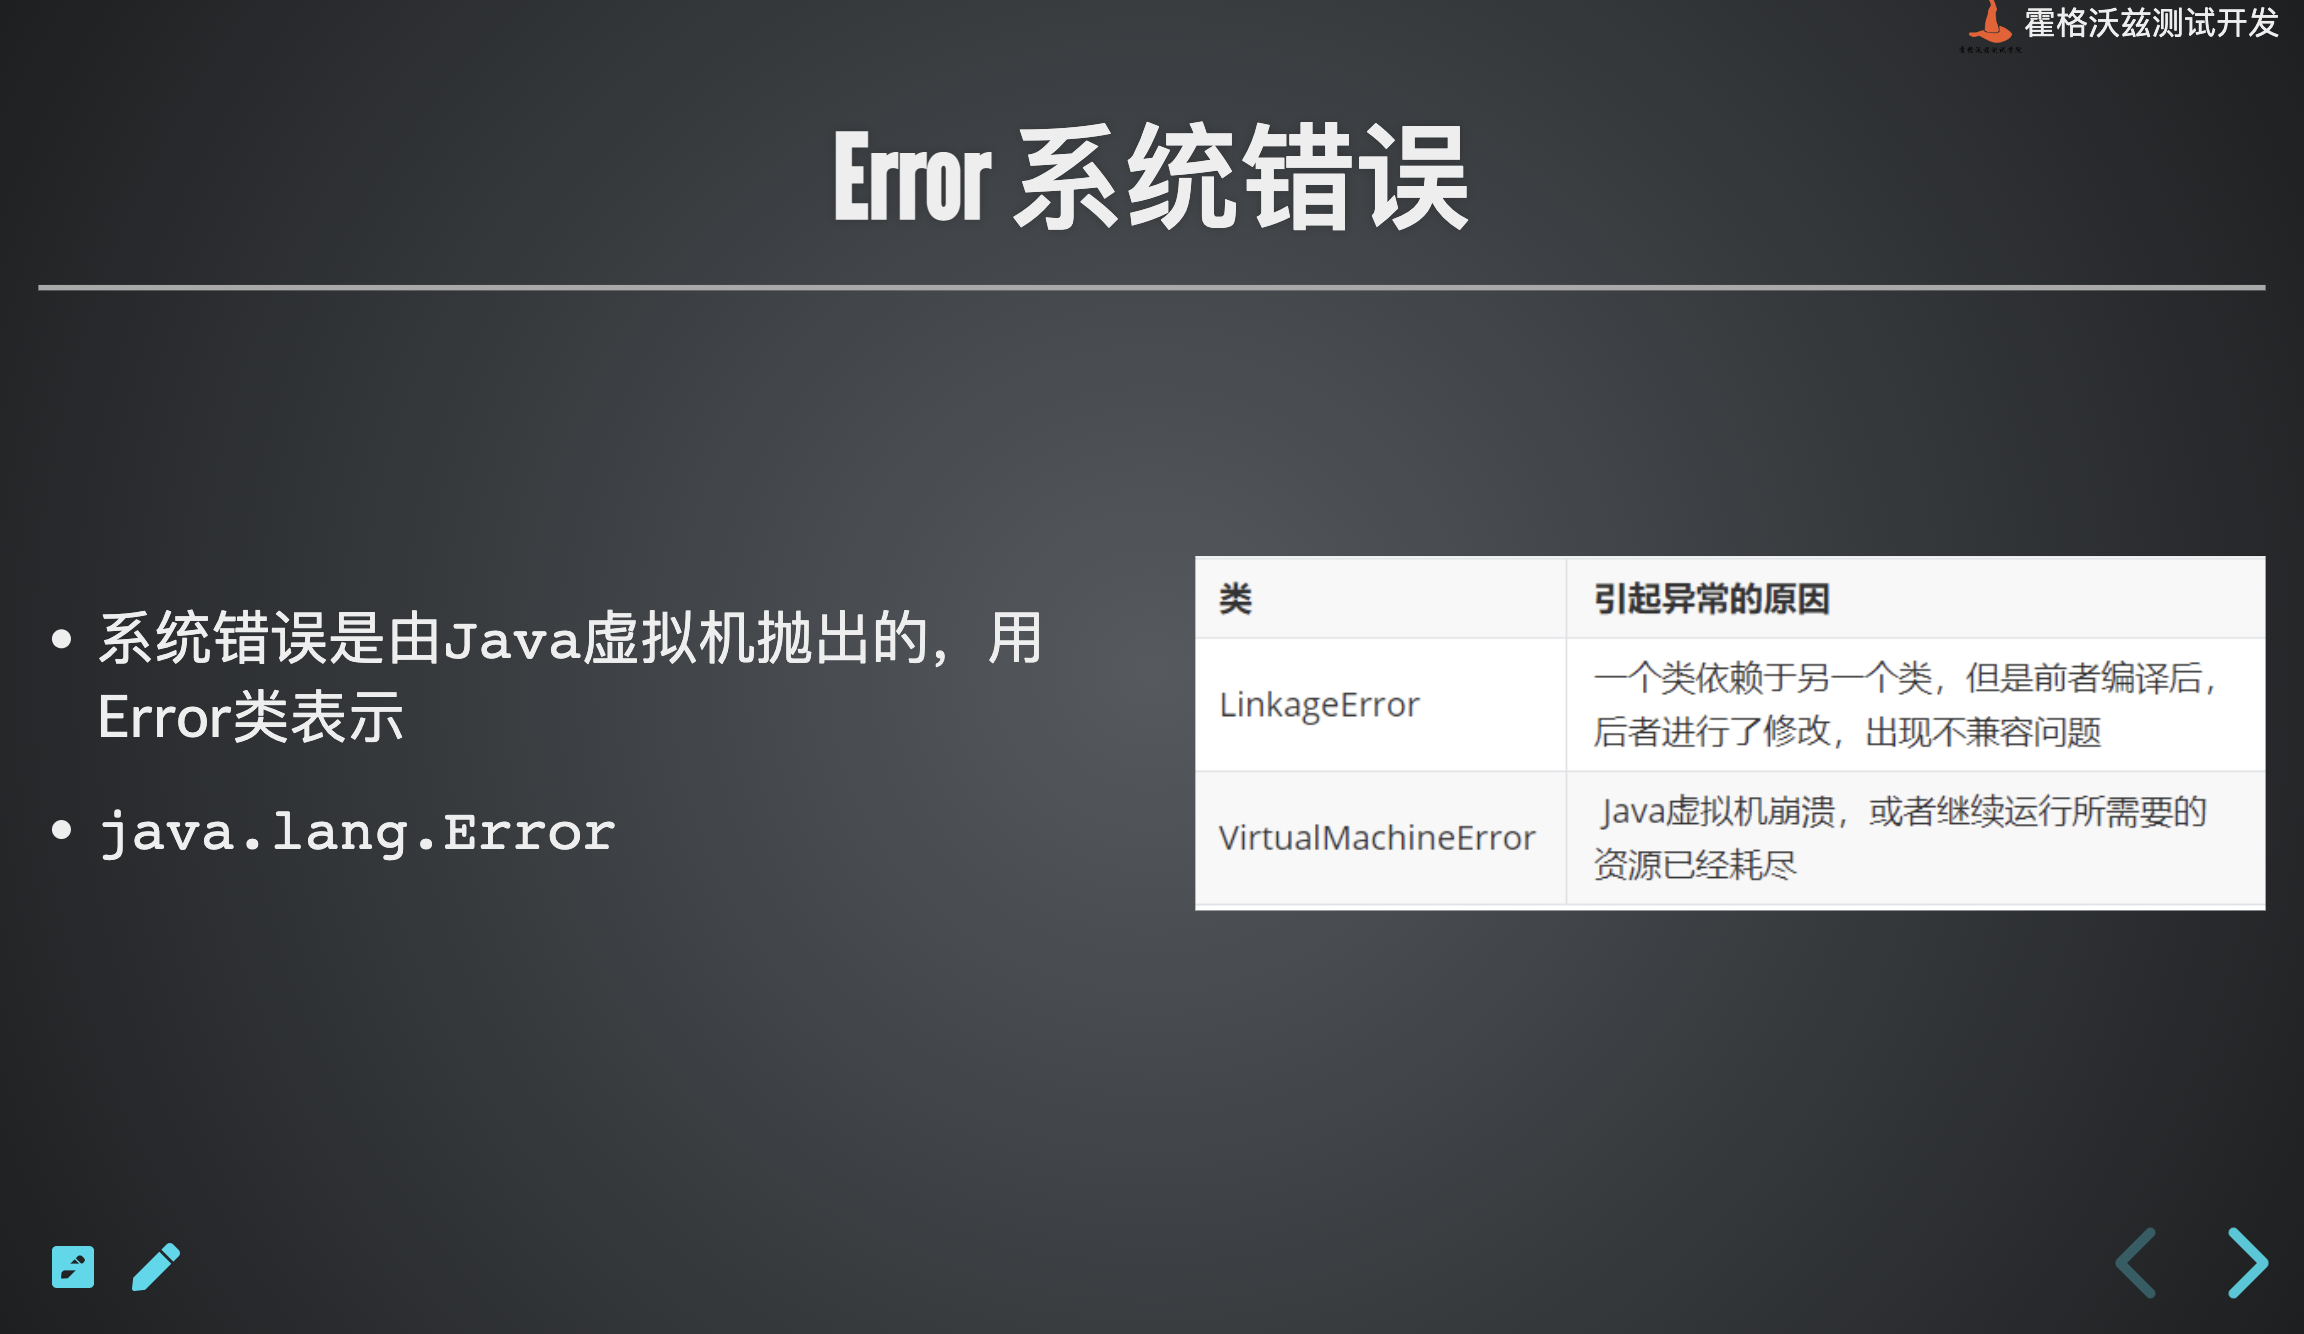 霍格沃兹测试开发
Error 系统错误
系统错误是由Java虚拟机抛出的，用
Error类表示
java.lang.Error
类 引起异常的原因
LinkageError 一个类依赖于另一个类，但是前者编译后，
后者进行了修改，出现不兼容问题
VirtualMachineError Java虚拟机崩溃，或者继续运行所需要的
资源已经耗尽